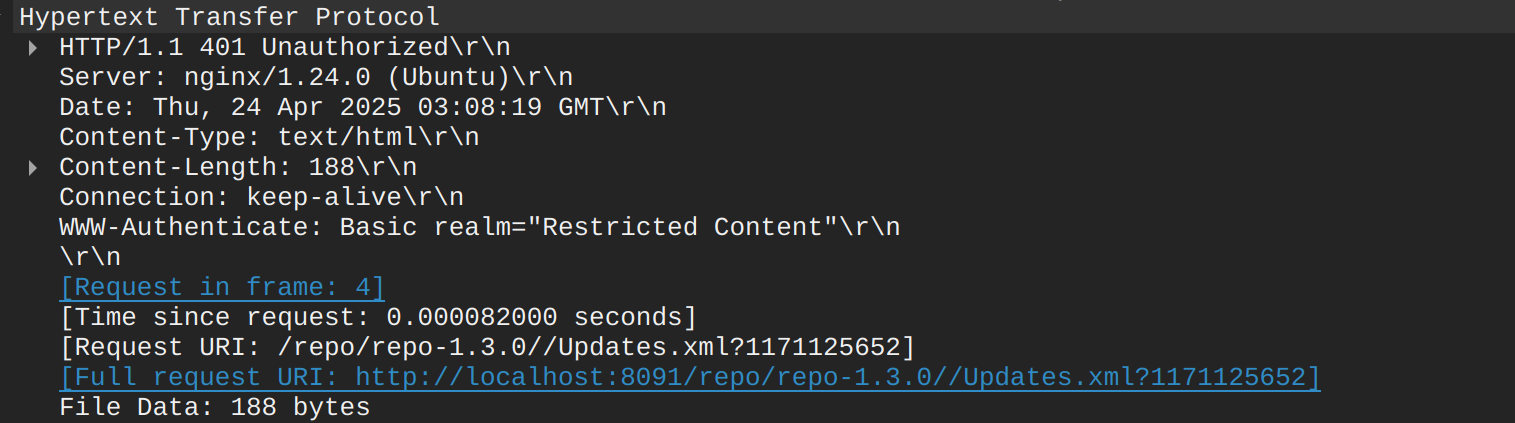 Hypertext Transfer Protocol
HTTP/1.1 401 Unauthorized\r\n
Server: nginx/1.24.0 (Ubuntu)\r\n
Date: Thu, 24 Apr 2025 03:08:19 GMT\r\n
Content-Type: text/html\r\n
Content-Length: 188\r\n
Connection: keep-alive\r\n
WWW-Authenticate: Basic realm="Restricted Content"\r\n
\r\n
[Request in frame: 4]
[Time since request: 0.000082000 seconds]
[Request URI: /repo/repo-1.3.0//Updates.xml?1171125652]
[Full request URI: http://localhost:8091/repo/repo-1.3.0//Updates.xml?1171125652]
File Data: 188 bytes